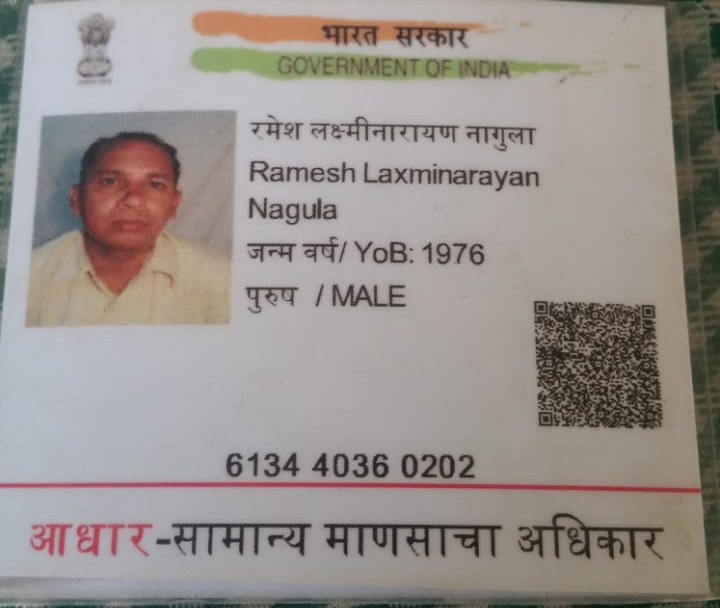 भारत सरकार
GOVERNMENT OF INDIA
रमेश लक्ष्मीनारायण नागुला
Ramesh Laxminarayan
Nagula
जन्म वर्ष/ YoB: 1976
पुरुष / MALE
6134 4036 0202
आधार-सामान्य माणसाचा अधिकार